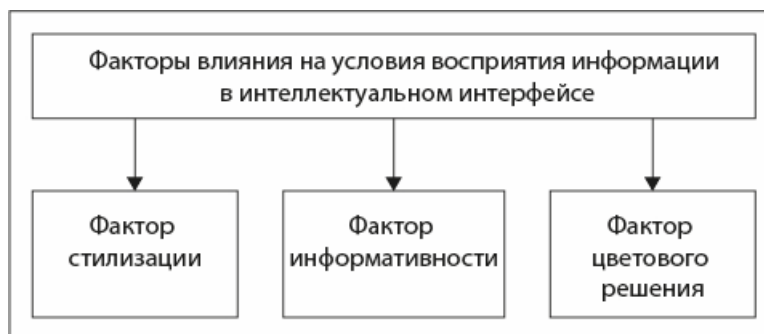 Факторы влияния на условия восприятия информации
в интеллектуальном интерфейсе
Фактор
стилизации
Фактор
информативности
Фактор
цветового
решения